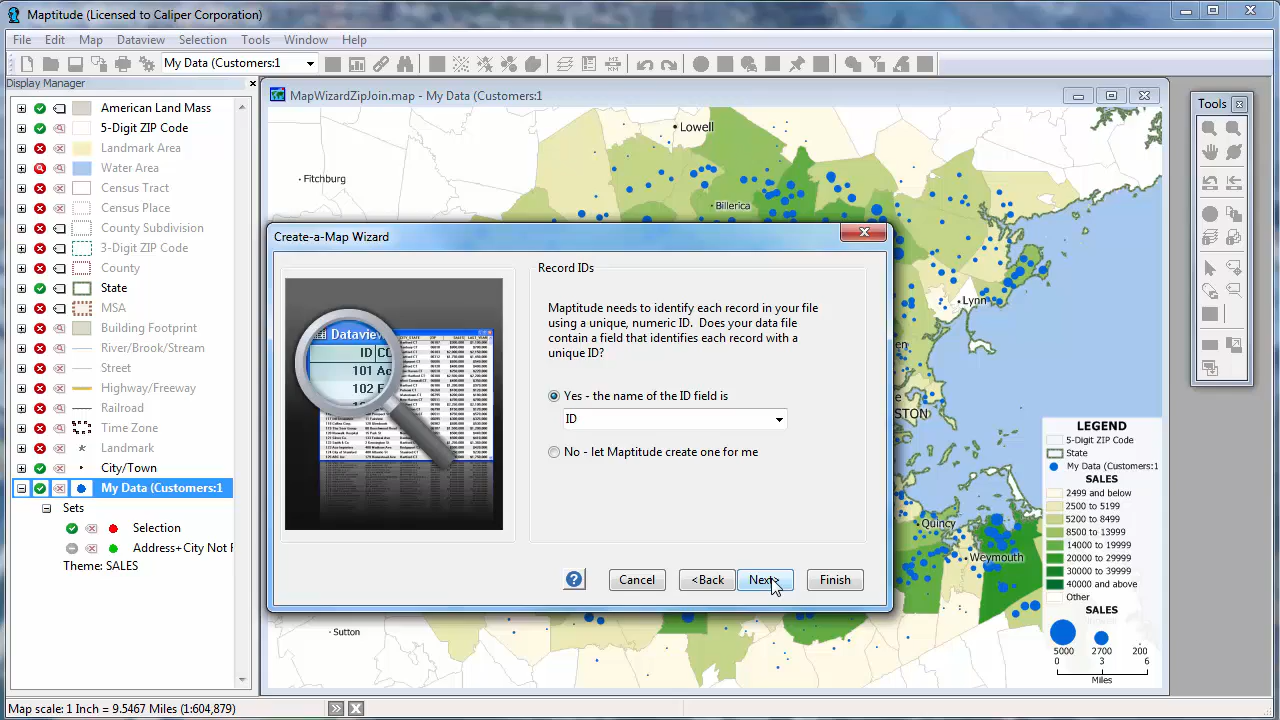 Maptitude (Licensed to Caliper Corporation)
File Edit Map Dataview Selection Tools Window Help
My Data (Customers:1
Display Manager
American Land Mass
5-Digit ZIP Code
Landmark Area
Water Area
Census Tract
Census Place
County Subdivision
3-Digit ZIP Code
County
State
MSA
Building Footprint
River/Brook/Stream
Street
Highway/Freeway
Railroad
Time Zone
Landmark
City/Town
My Data (Customers:1
Sets
Selection
Address+City Not F
Theme: SALES
MapWizardZipJoin.map - My Data (Customers:1
Lowell
Fitchburg
Billerica
Lynn
STON
Quincy
Weymouth
Sutton
Create-a-Map Wizard
Dataview
ID
101 Ac
102 F
Record IDs
Maptitude needs to identify each record in your file
using a unique, numeric ID. Does your data file
contain a field that identifies each record with a
unique ID?
Yes - the name of the ID field is
ID
No - let Maptitude create one for me
Cancel <Back Next> Finish
Tools
LEGEND
5-Digit ZIP Code
State
My Data (Customers:1
SALES
2499 and below
2500 to 5199
5200 to 8499
8500 to 13999
14000 to 19999
20000 to 29999
30000 to 39999
40000 and above
Other
SALES
5000 2700 200
0 3 6
Miles
Map scale: 1 Inch = 9.5467 Miles (1:604,879)